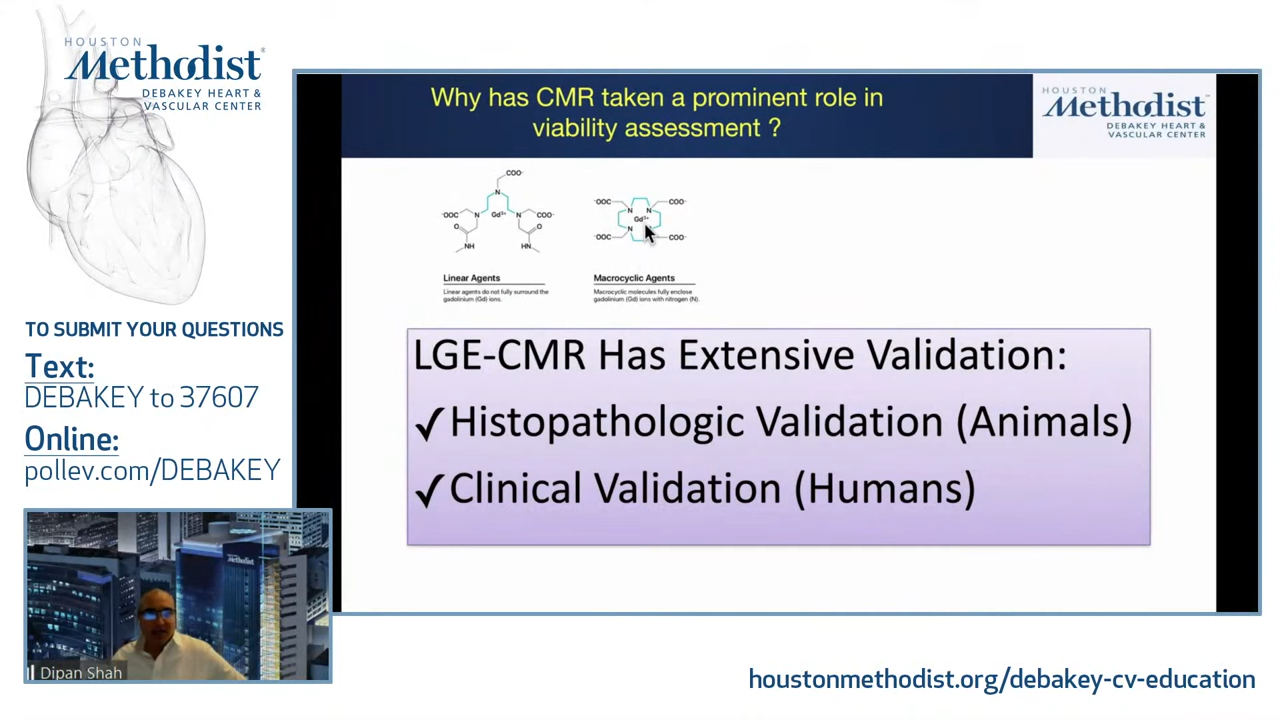 HOUSTON
Methodist
DEBAKEY HEART &
VASCULAR CENTER
TO SUBMIT YOUR QUESTIONS
Text:
DEBAKEY to 37607
Online:
pollev.com/DEBAKEY
Methodist
Dipan Shah
Why has CMR taken a prominent role in
viability assessment ?
HOUSTON
Methodist
DEBAKEY HEART &
VASCULAR CENTER
COO-
N
-OOC N Gd3+ N COO-
O O
NH HN
Linear Agents
Linear agents do not fully surround the
gadolinium (Gd) ions.
-OOC COO-
N N
Gd3+
N
-OOC COO-
Macrocyclic Agents
Macrocyclic molecules fully enclose
gadolinium (Gd) ions with nitrogen (N).
LGE-CMR Has Extensive Validation:
✓Histopathologic Validation (Animals)
✓Clinical Validation (Humans)
houstonmethodist.org/debakey-cv-education